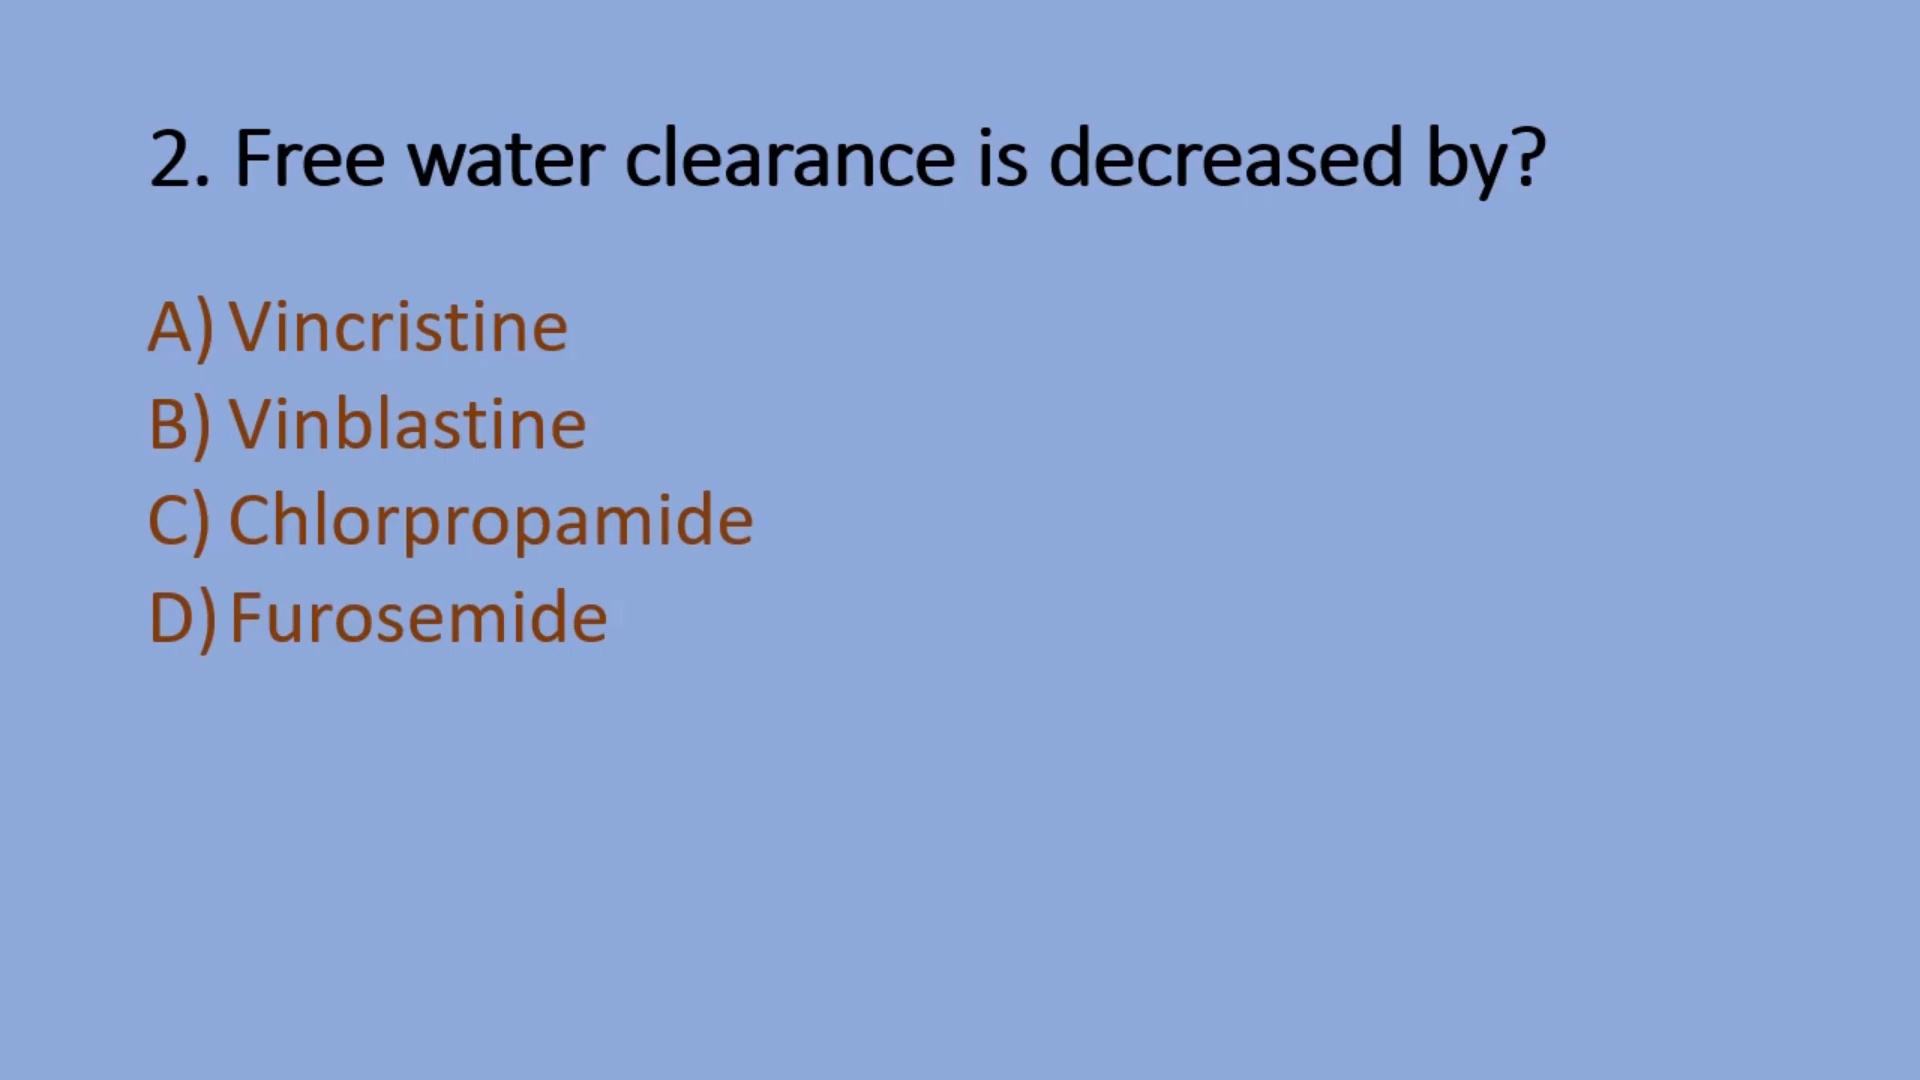 2. Free water clearance is decreased by?
A) Vincristine
B) Vinblastine
C) Chlorpropamide
D) Furosemide